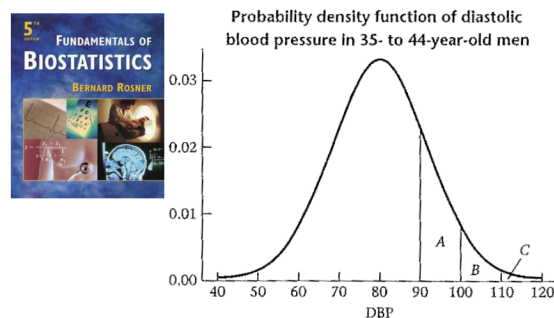 5TH
EDITION
FUNDAMENTALS OF
BIOSTATISTICS
BERNARD ROSNER
Probability density function of diastolic
blood pressure in 35- to 44-year-old men
0.03
0.02
0.01
0.00
A
B
C
40 50 60 70 80 90 100 110 120
DBP